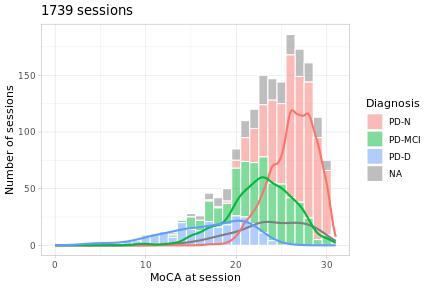 1739 sessions
Number of sessions
150
100
50
0
0
10
20
30
MoCA at session
Diagnosis
PD-N
PD-MCI
PD-D
NA